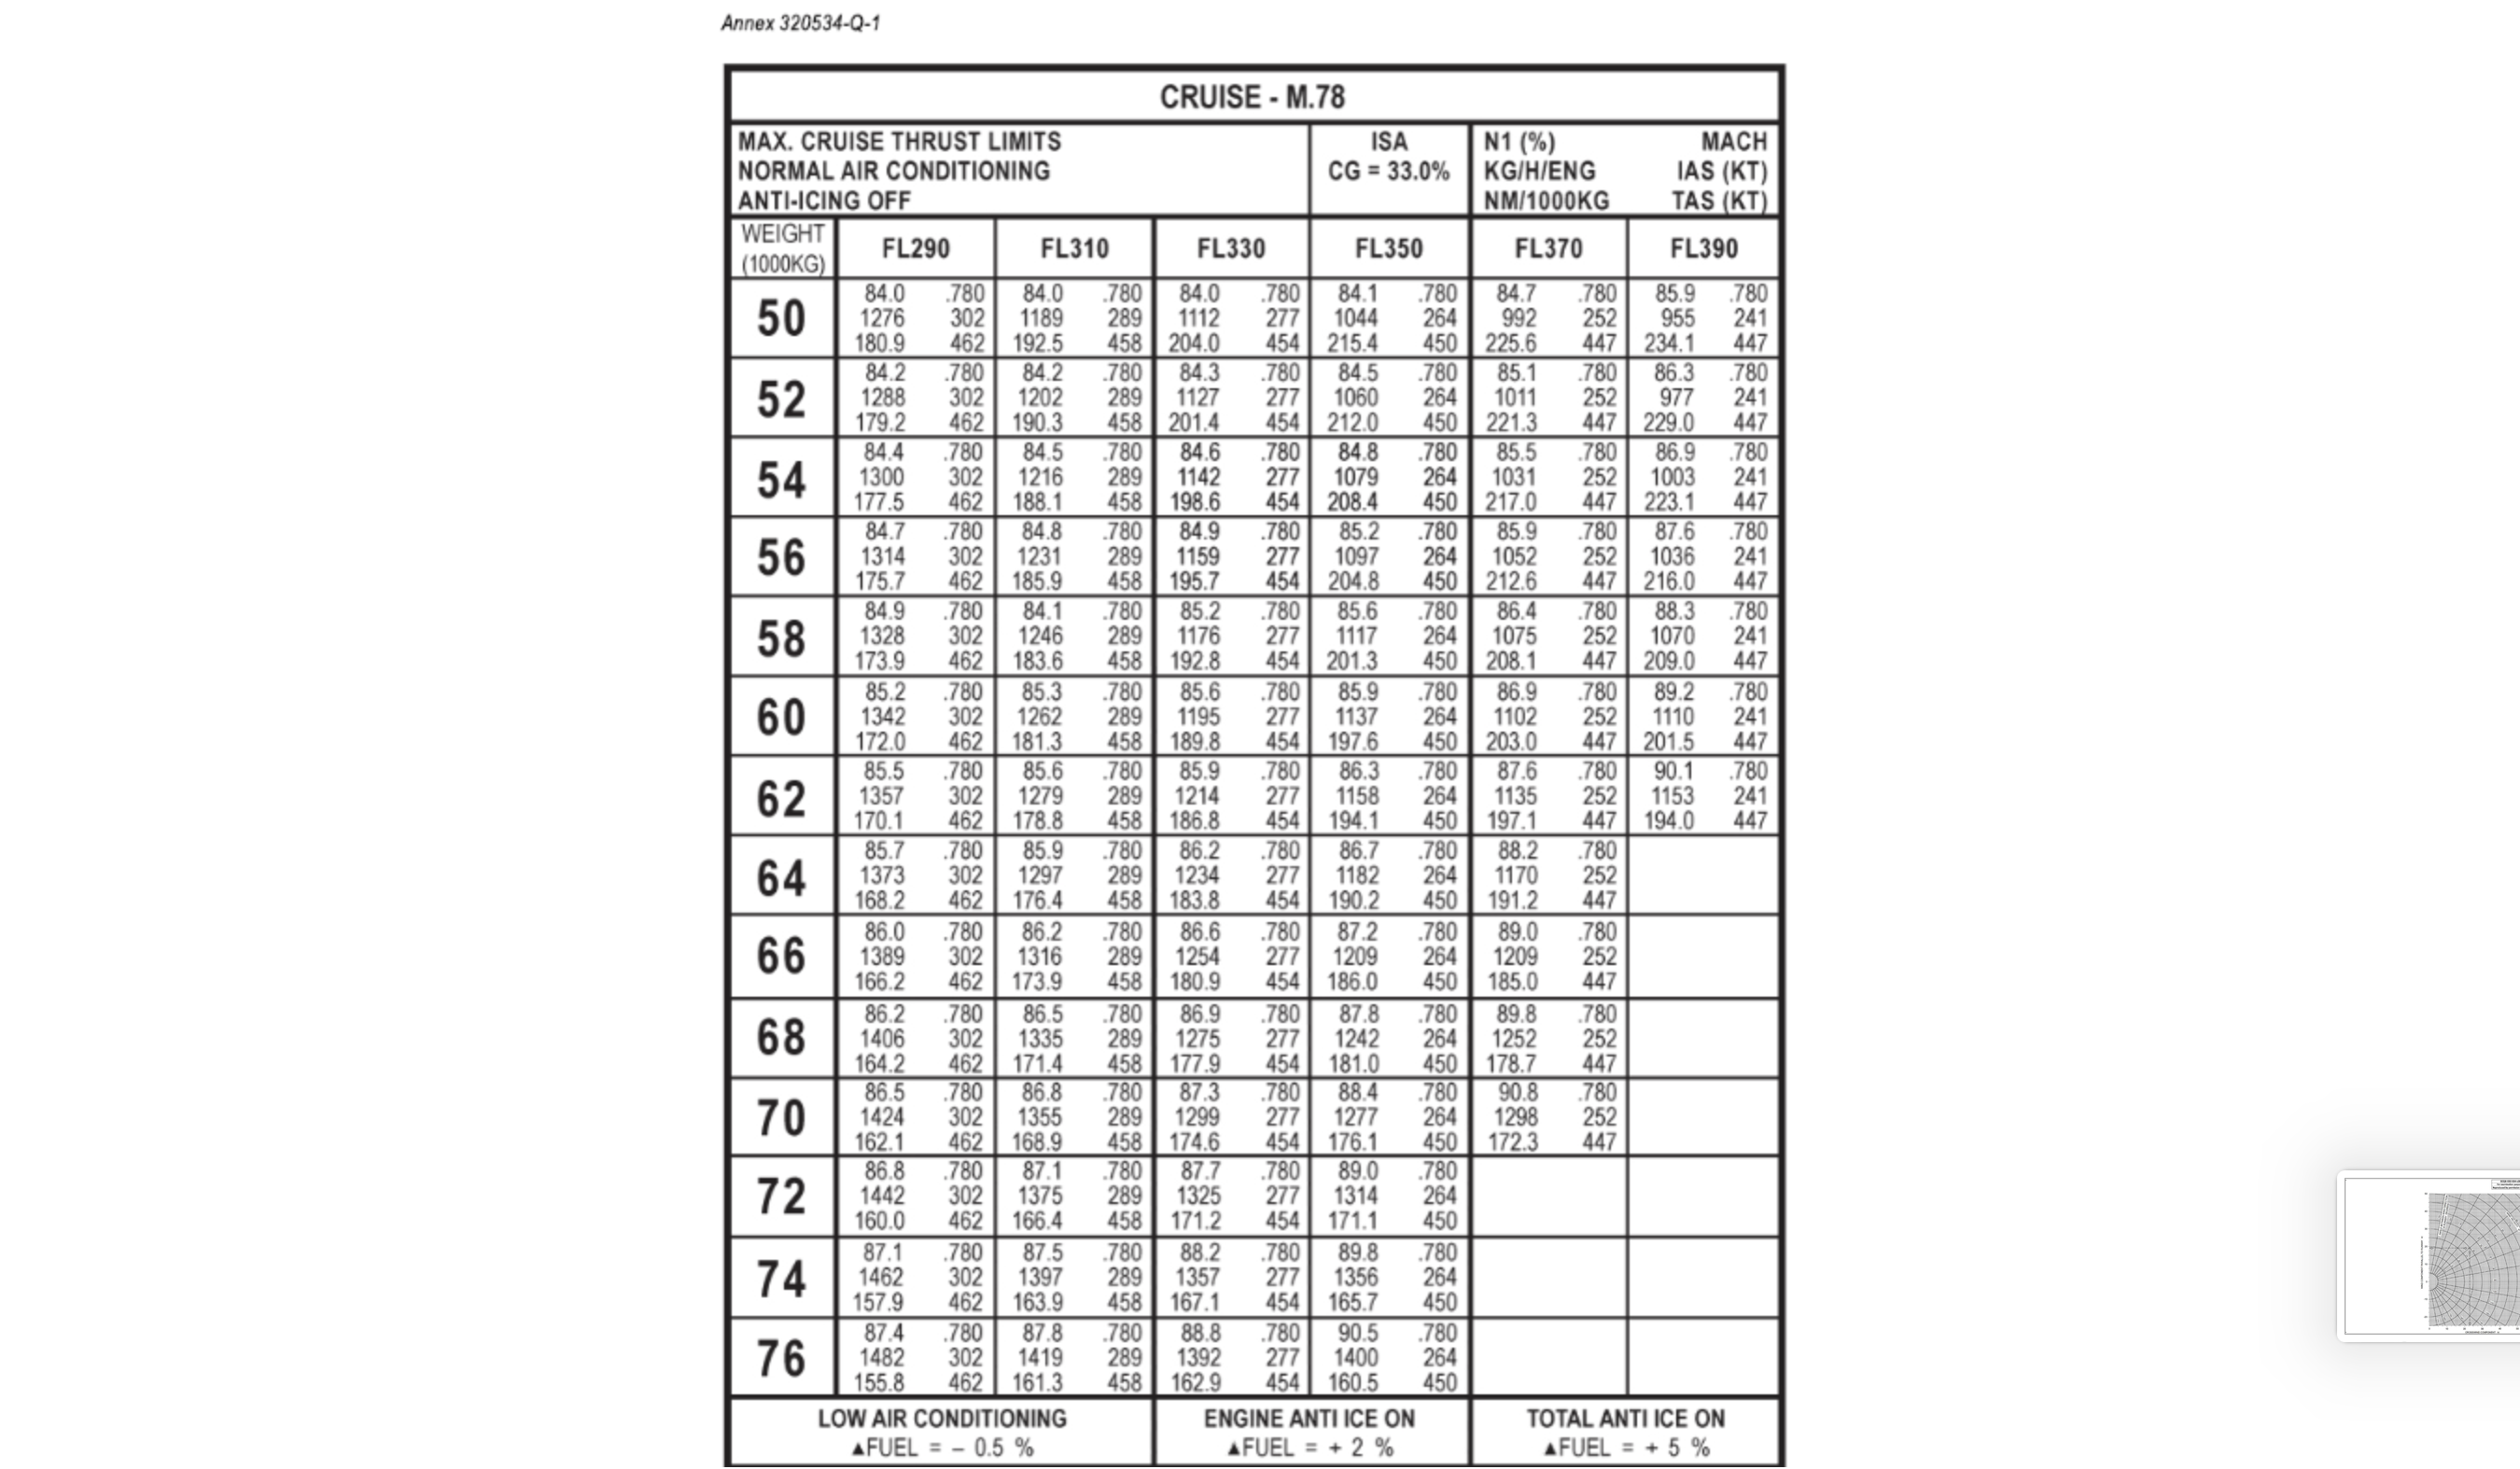 Annex 320534-Q-1
CRUISE - M.78
MAX. CRUISE THRUST LIMITS ISA N1 (%) MACH
NORMAL AIR CONDITIONING CG = 33.0% KG/H/ENG IAS (KT)
ANTI-ICING OFF NM/1000KG TAS (KT)
WEIGHT
(1000KG) FL290 FL310 FL330 FL350 FL370 FL390
84.0 .780 84.0 .780 84.0 .780 84.1 .780 84.7 .780 85.9 .780
50 1276 302 1189 289 1112 277 1044 264 992 252 955 241
180.9 462 192.5 458 204.0 454 215.4 450 225.6 447 234.1 447
84.2 .780 84.2 .780 84.3 .780 84.5 .780 85.1 .780 86.3 .780
52 1288 302 1202 289 1127 277 1060 264 1011 252 977 241
179.2 462 190.3 458 201.4 454 212.0 450 221.3 447 229.0 447
84.4 .780 84.5 .780 84.6 .780 84.8 .780 85.5 .780 86.9 .780
54 1300 302 1216 289 1142 277 1079 264 1031 252 1003 241
177.5 462 188.1 458 198.6 454 208.4 450 217.0 447 223.1 447
84.7 .780 84.8 .780 84.9 .780 85.2 .780 85.9 .780 87.6 .780
56 1314 302 1231 289 1159 277 1097 264 1052 252 1036 241
175.7 462 185.9 458 195.7 454 204.8 450 212.6 447 216.0 447
84.9 .780 84.1 .780 85.2 .780 85.6 .780 86.4 .780 88.3 .780
58 1328 302 1246 289 1176 277 1117 264 1075 252 1070 241
173.9 462 183.6 458 192.8 454 201.3 450 208.1 447 209.0 447
85.2 .780 85.3 .780 85.6 .780 85.9 .780 86.9 .780 89.2 .780
60 1342 302 1262 289 1195 277 1137 264 1102 252 1110 241
172.0 462 181.3 458 189.8 454 197.6 450 203.0 447 201.5 447
85.5 .780 85.6 .780 85.9 .780 86.3 .780 87.6 .780 90.1 .780
62 1357 302 1279 289 1214 277 1158 264 1135 252 1153 241
170.1 462 178.8 458 186.8 454 194.1 450 197.1 447 194.0 447
85.7 .780 85.9 .780 86.2 .780 86.7 .780 88.2 .780
64 1373 302 1297 289 1234 277 1182 264 1170 252
168.2 462 176.4 458 183.8 454 190.2 450 191.2 447
86.0 .780 86.2 .780 86.6 .780 87.2 .780 89.0 .780
66 1389 302 1316 289 1254 277 1209 264 1209 252
166.2 462 173.9 458 180.9 454 186.0 450 185.0 447
86.2 .780 86.5 .780 86.9 .780 87.8 .780 89.8 .780
68 1406 302 1335 289 1275 277 1242 264 1252 252
164.2 462 171.4 458 177.9 454 181.0 450 178.7 447
86.5 .780 86.8 .780 87.3 .780 88.4 .780 90.8 .780
70 1424 302 1355 289 1299 277 1277 264 1298 252
162.1 462 168.9 458 174.6 454 176.1 450 172.3 447
86.8 .780 87.1 .780 87.7 .780 89.0 .780
72 1442 302 1375 289 1325 277 1314 264
160.0 462 166.4 458 171.2 454 171.1 450
87.1 .780 87.5 .780 88.2 .780 89.8 .780
74 1462 302 1397 289 1357 277 1356 264
157.9 462 163.9 458 167.1 454 165.7 450
87.4 .780 87.8 .780 88.8 .780 90.5 .780
76 1482 302 1419 289 1392 277 1400 264
155.8 462 161.3 458 162.9 454 160.5 450
LOW AIR CONDITIONING ENGINE ANTI ICE ON TOTAL ANTI ICE ON
▲FUEL = – 0.5 % ▲FUEL = + 2 % ▲FUEL = + 5 %